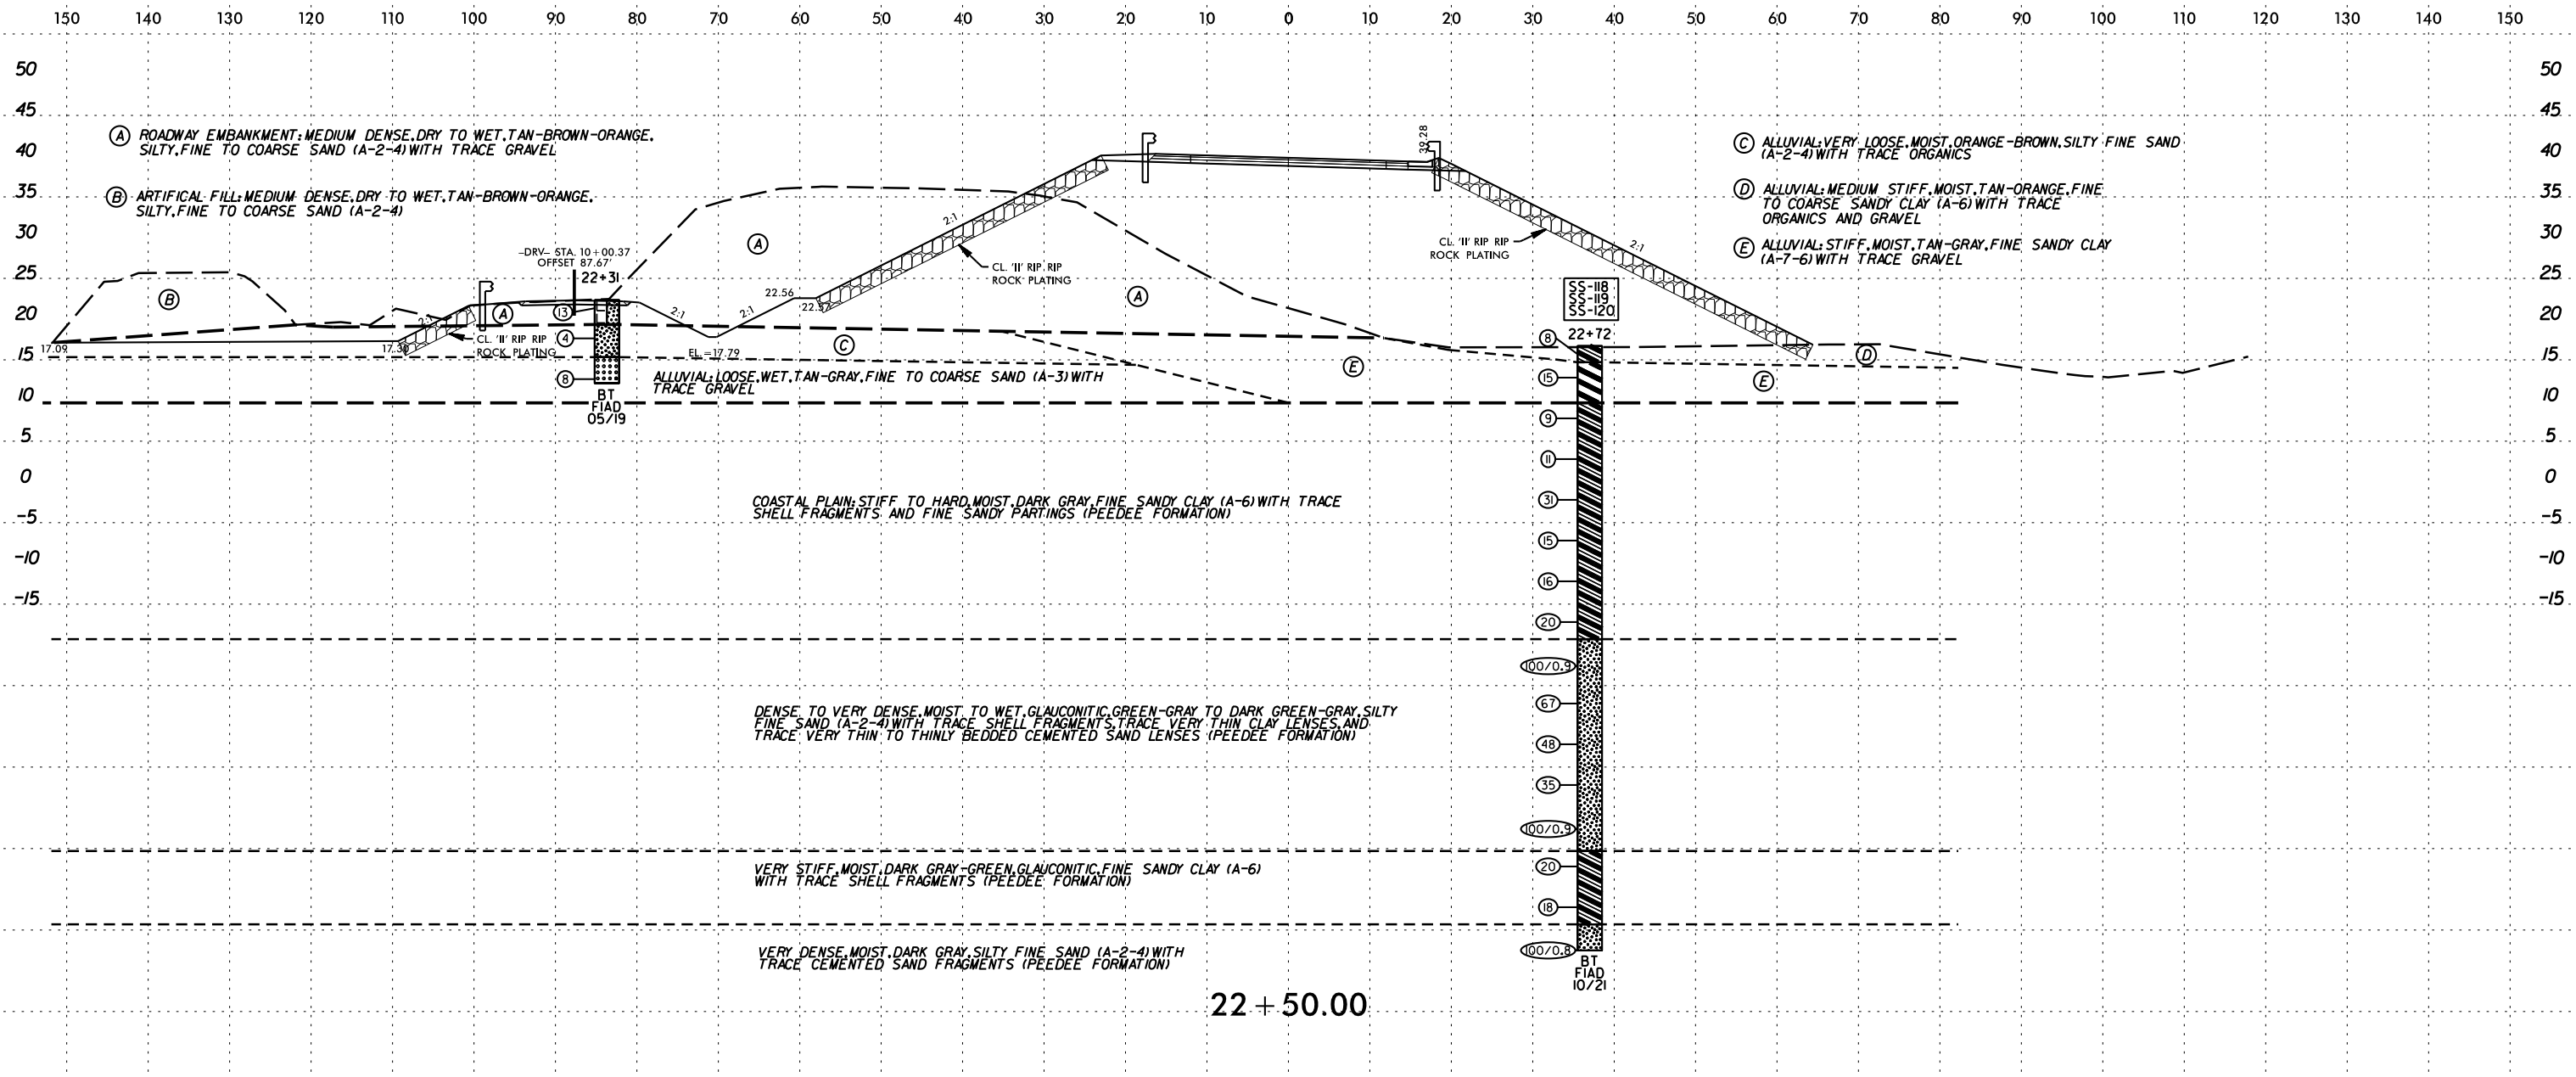 150 140 130 120 110 100 90 80 70 60 50 40 30 20 10 0 10 20 30 40 50 60 70 80 90 100 110 120 130 140 150
50 50
45 45
40 40
35 35
30 30
25 25
20 20
15 15
10 10
5 5
0 0
-5 -5
-10 -10
-15 -15
A ROADWAY EMBANKMENT: MEDIUM DENSE, DRY TO WET, TAN-BROWN-ORANGE,
SILTY, FINE TO COARSE SAND (A-2-4) WITH TRACE GRAVEL
B ARTIFICAL FILL: MEDIUM DENSE, DRY TO WET, TAN-BROWN-ORANGE,
SILTY, FINE TO COARSE SAND (A-2-4)
C ALLUVIAL: VERY LOOSE, MOIST, ORANGE-BROWN, SILTY FINE SAND
(A-2-4) WITH TRACE ORGANICS
D ALLUVIAL: MEDIUM STIFF, MOIST, TAN-ORANGE, FINE
TO COARSE SANDY CLAY (A-6) WITH TRACE
ORGANICS AND GRAVEL
E ALLUVIAL: STIFF, MOIST, TAN-GRAY, FINE SANDY CLAY
(A-7-6) WITH TRACE GRAVEL
39.28
-DRV- STA. 10+00.37
OFFSET 87.67'
22+31
B
A
A
A
C
E
D
E
2:1
2:1
2:1
2:1
2:1
CL. 'II' RIP RIP
ROCK PLATING
CL. 'II' RIP RIP
ROCK PLATING
CL. 'II' RIP RIP
ROCK PLATING
17.09
17.30
22.56
22.57
EL.=17.79
13
4
8
BT
FIAD
05/19
SS-118
SS-119
SS-120
22+72
8
15
9
11
31
15
16
20
100/0.9
67
48
35
100/0.9
20
18
100/0.8
BT
FIAD
10/21
ALLUVIAL: LOOSE, WET, TAN-GRAY, FINE TO COARSE SAND (A-3) WITH
TRACE GRAVEL
COASTAL PLAIN: STIFF TO HARD, MOIST, DARK GRAY, FINE SANDY CLAY (A-6) WITH TRACE
SHELL FRAGMENTS AND FINE SANDY PARTINGS (PEEDEE FORMATION)
DENSE TO VERY DENSE, MOIST TO WET, GLAUCONITIC, GREEN-GRAY TO DARK GREEN-GRAY, SILTY
FINE SAND (A-2-4) WITH TRACE SHELL FRAGMENTS, TRACE VERY THIN CLAY LENSES, AND
TRACE VERY THIN TO THINLY BEDDED CEMENTED SAND LENSES (PEEDEE FORMATION)
VERY STIFF, MOIST, DARK GRAY-GREEN, GLAUCONITIC, FINE SANDY CLAY (A-6)
WITH TRACE SHELL FRAGMENTS (PEEDEE FORMATION)
VERY DENSE, MOIST, DARK GRAY, SILTY FINE SAND (A-2-4) WITH
TRACE CEMENTED SAND FRAGMENTS (PEEDEE FORMATION)
22+50.00